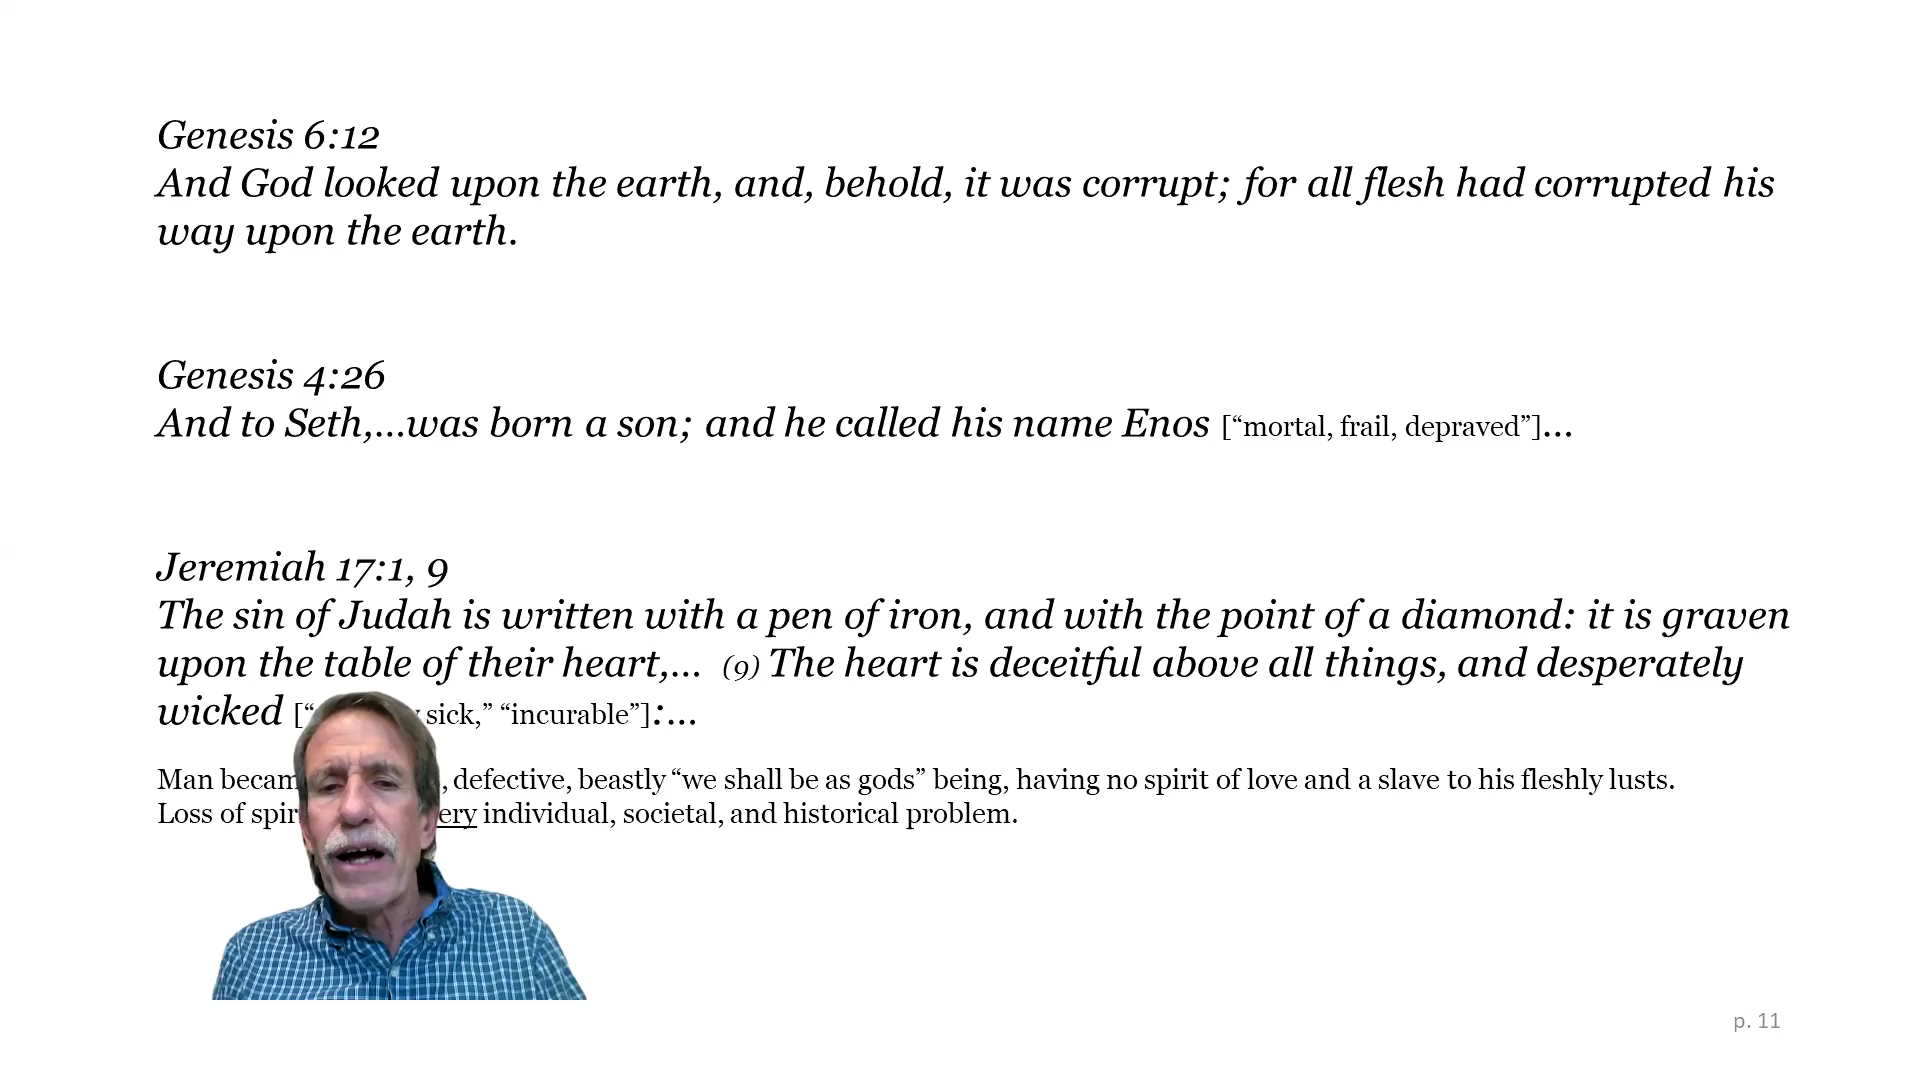 Genesis 6:12
And God looked upon the earth, and, behold, it was corrupt; for all flesh had corrupted his
way upon the earth.
Genesis 4:26
And to Seth,...was born a son; and he called his name Enos [“mortal, frail, depraved”]...
Jeremiah 17:1, 9
The sin of Judah is written with a pen of iron, and with the point of a diamond: it is graven
upon the table of their heart,... (9) The heart is deceitful above all things, and desperately
wicked [“ sick,” “incurable”]:...
Man , defective, beastly “we shall be as gods” being, having no spirit of love and a slave to his fleshly lusts.
Loss of individual, societal, and historical problem.
p. 11